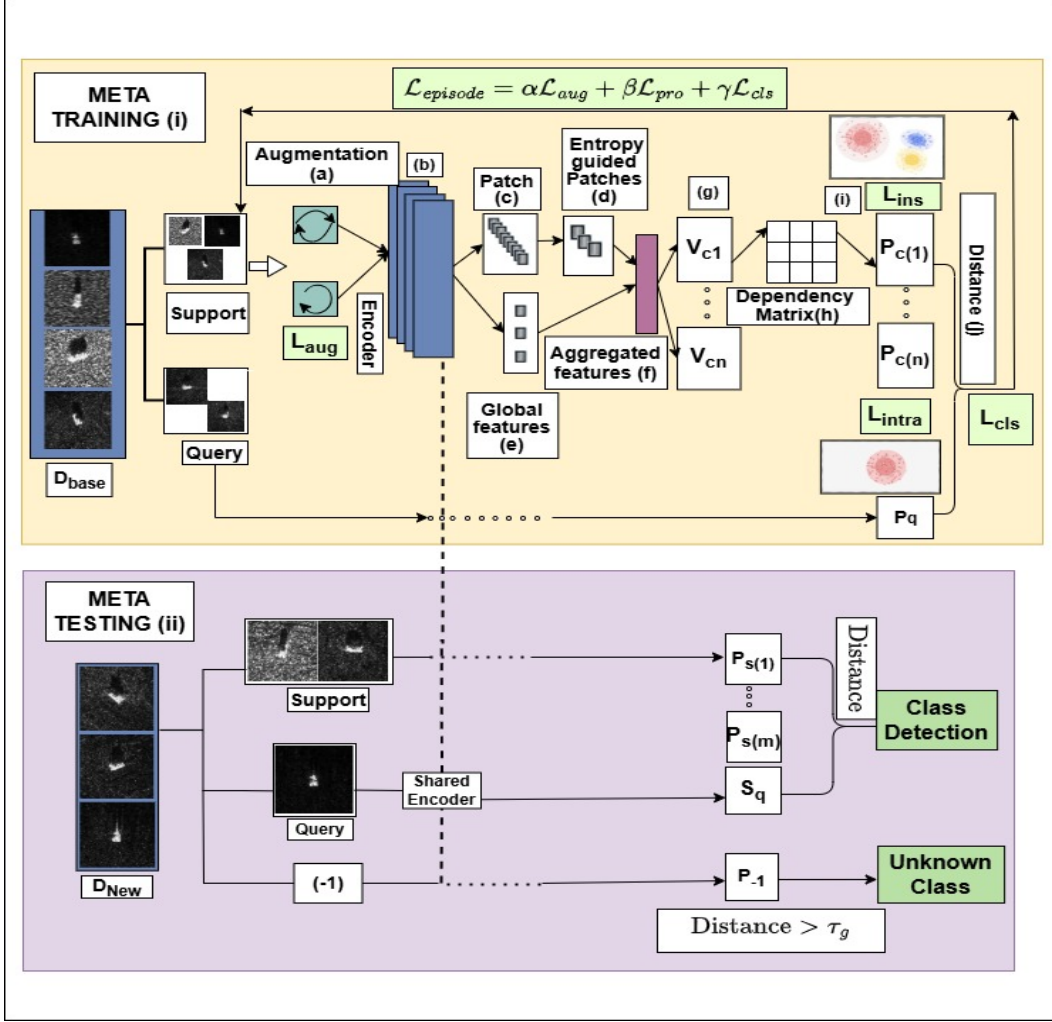 META
TRAINING (i)
ℒ_episode = αℒ_aug + βℒ_pro + γℒ_cls
Augmentation
(a)
(b)
Patch
(c)
Entropy
guided
Patches
(d)
(g)
(i)
L_ins
Support
L_aug
Encoder
V_c1
V_cn
Dependency
Matrix(h)
P_c(1)
P_c(n)
Distance (j)
Aggregated
features (f)
Global
features
(e)
L_intra
L_cls
Query
D_base
P_q
META
TESTING (ii)
Support
Shared
Encoder
Query
(-1)
D_New
P_s(1)
P_s(m)
S_q
P_-1
Distance
Class
Detection
Unknown
Class
Distance > τ_g